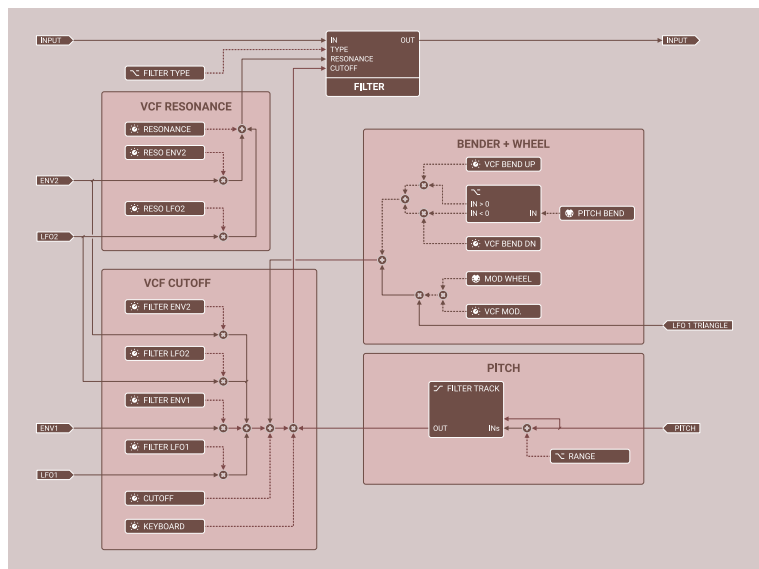 INPUT
IN
OUT
INPUT
TYPE
RESONANCE
CUTOFF
FILTER
FILTER TYPE
VCF RESONANCE
RESONANCE
RESO ENV2
ENV2
RESO LFO2
LFO2
BENDER + WHEEL
VCF BEND UP
IN > 0
IN < 0
IN
PITCH BEND
VCF BEND DN
MOD WHEEL
VCF MOD.
LFO 1 TRIANGLE
VCF CUTOFF
FILTER ENV2
FILTER LFO2
FILTER ENV1
ENV1
FILTER LFO1
LFO1
CUTOFF
KEYBOARD
PITCH
FILTER TRACK
OUT
INs
PITCH
RANGE